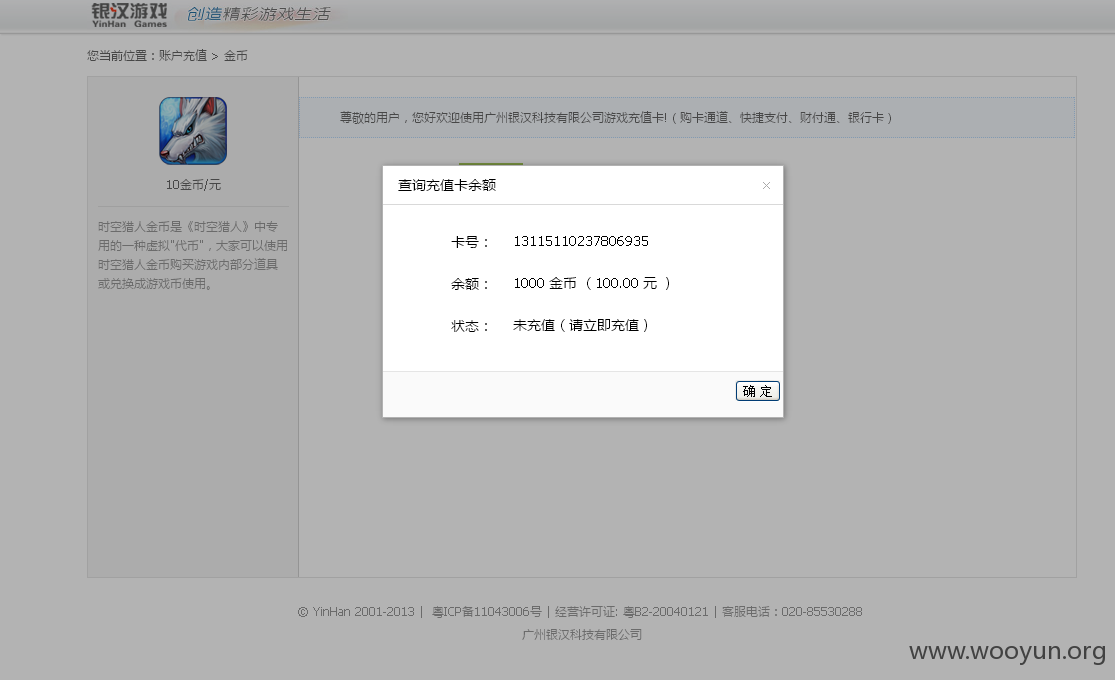 银汉游戏
YinHan Games
创造精彩游戏生活
您当前位置：账户充值 > 金币
尊敬的用户，您好欢迎使用广州银汉科技有限公司游戏充值卡!（购卡通道、快捷支付、财付通、银行卡）
10金币/元
时空猎人金币是《时空猎人》中专
用的一种虚拟"代币"，大家可以使用
时空猎人金币购买游戏内部分道具
或兑换成游戏币使用。
查询充值卡余额
×
卡号： 13115110237806935
余额： 1000 金币 （ 100.00 元 ）
状态： 未充值（请立即充值）
确 定
© YinHan 2001-2013 | 粤ICP备11043006号 | 经营许可证: 粤B2-20040121 | 客服电话：020-85530288
广州银汉科技有限公司
www.wooyun.org